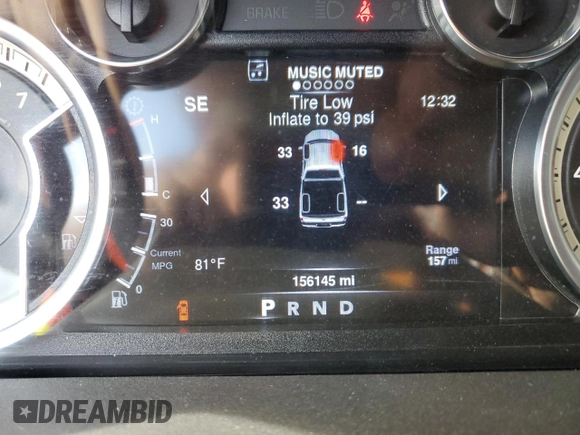 BRAKE
MUSIC MUTED
SE
Tire Low
12:32
Inflate to 39 psi
7
H
33
16
C
33
--
30
Current
MPG
81°F
Range
157 mi
0
156145 mi
P R N D
DREAMBID